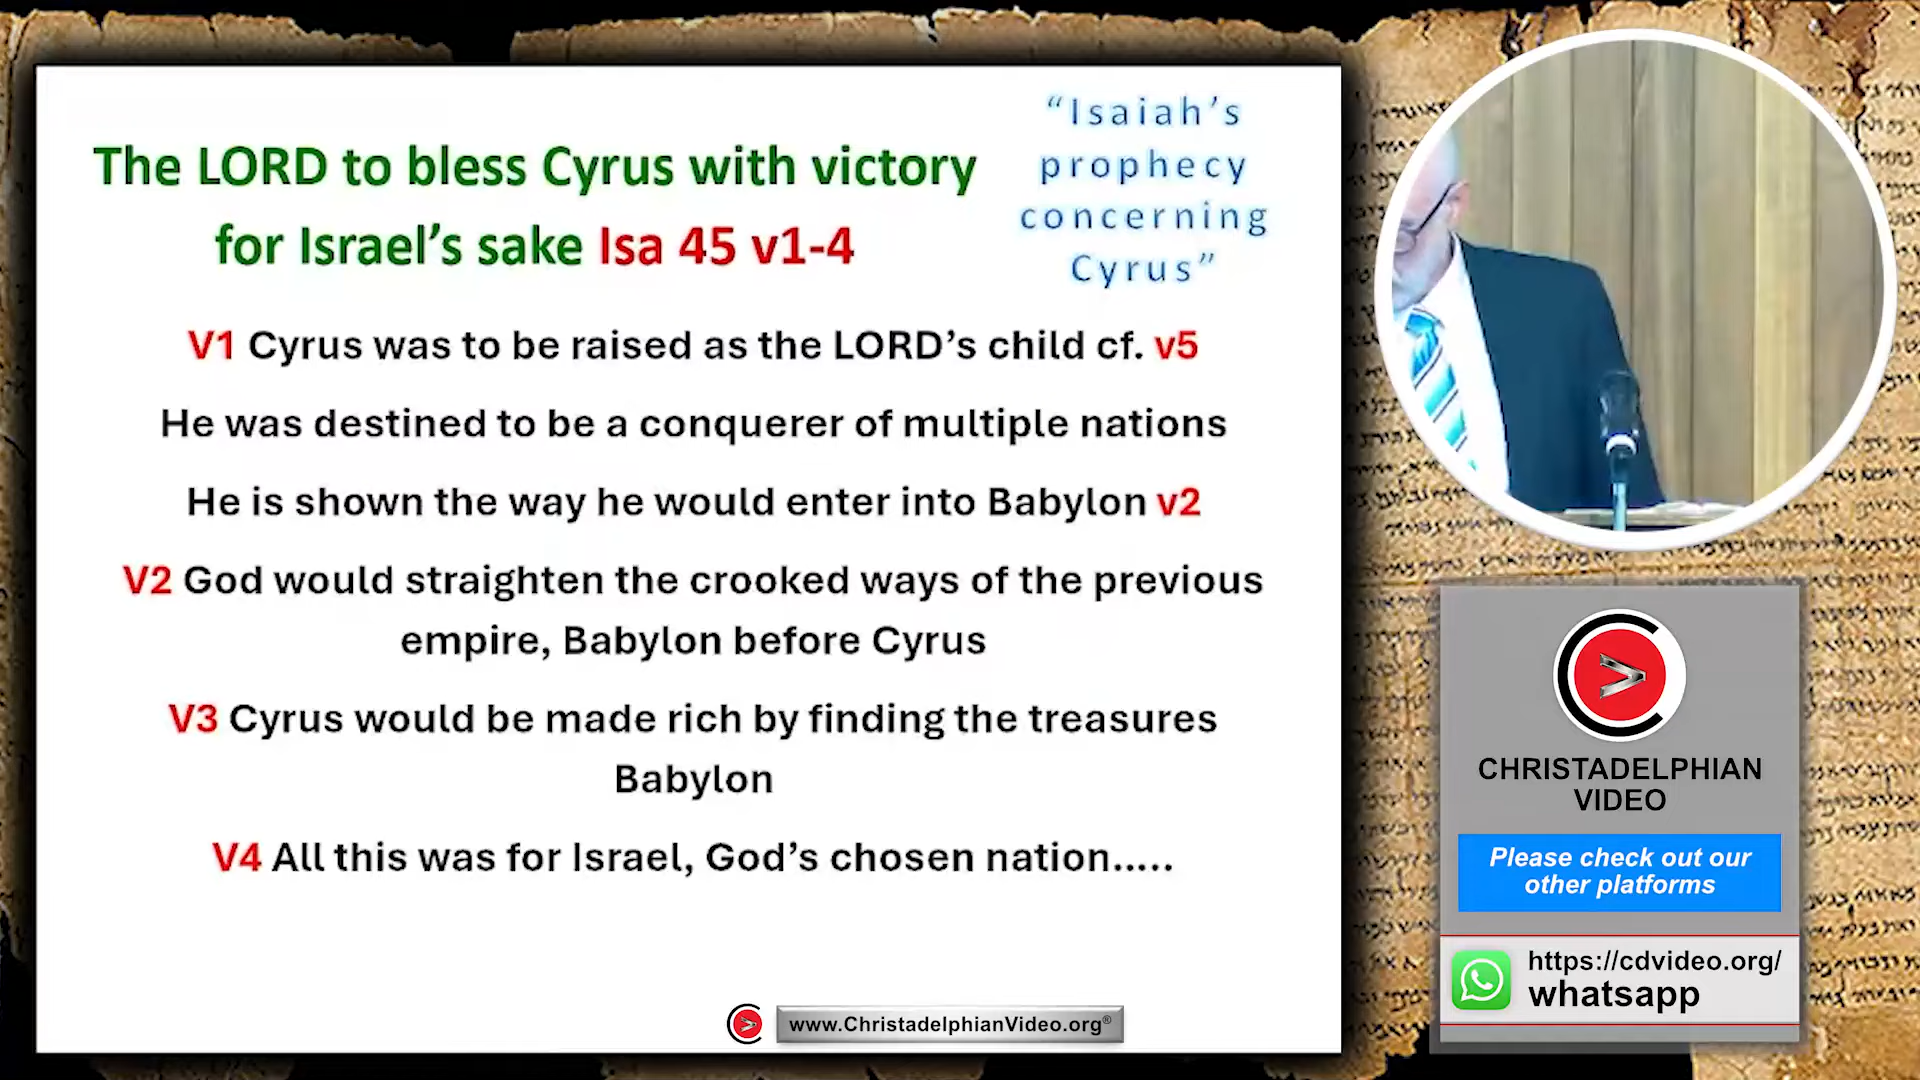 The LORD to bless Cyrus with victory
for Israel’s sake Isa 45 v1-4
“Isaiah’s
prophecy
concerning
Cyrus”
V1 Cyrus was to be raised as the LORD’s child cf. v5
He was destined to be a conquerer of multiple nations
He is shown the way he would enter into Babylon v2
V2 God would straighten the crooked ways of the previous
empire, Babylon before Cyrus
V3 Cyrus would be made rich by finding the treasures
Babylon
V4 All this was for Israel, God’s chosen nation.....
www.ChristadelphianVideo.org®
CHRISTADELPHIAN
VIDEO
Please check out our
other platforms
https://cdvideo.org/
whatsapp